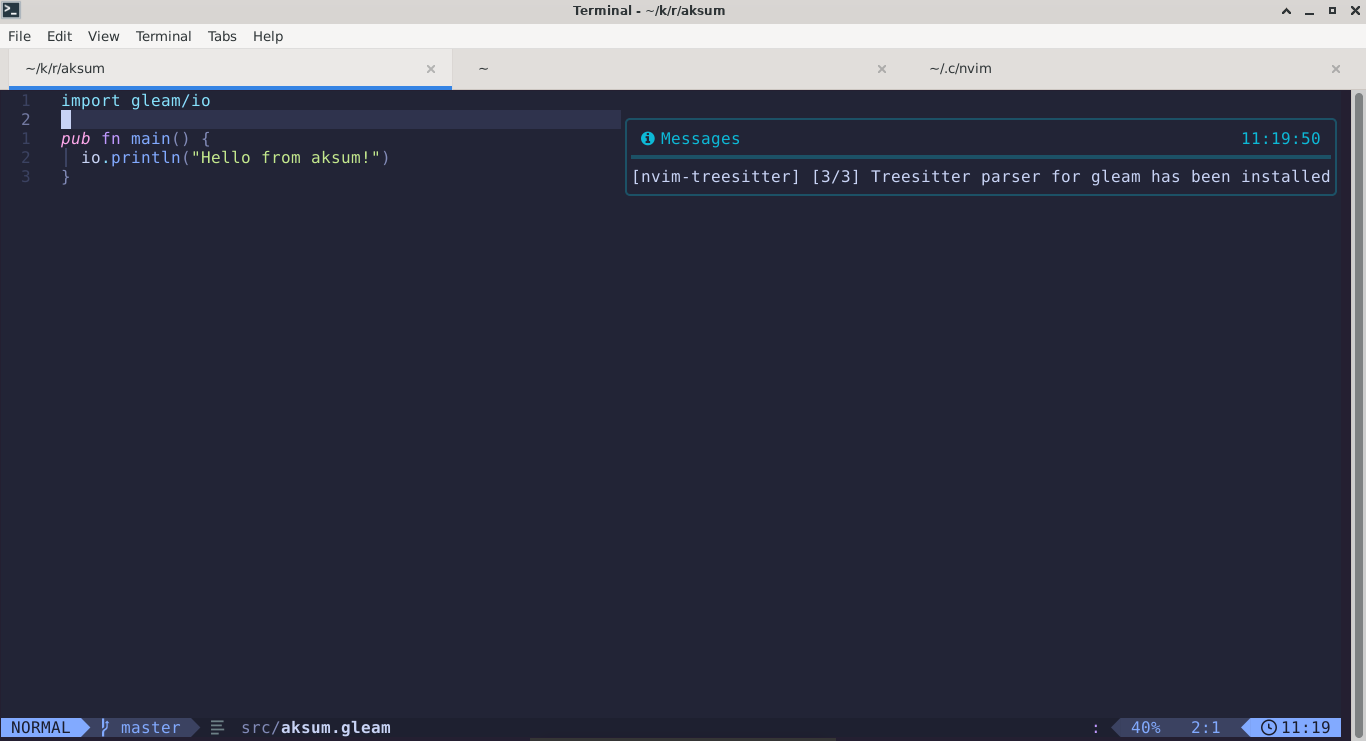 Terminal - ~/k/r/aksum
File Edit View Terminal Tabs Help
~/k/r/aksum ~ ~/.c/nvim
1 import gleam/io
2
1 pub fn main() {
2 io.println("Hello from aksum!")
3 }
Messages 11:19:50
[nvim-treesitter] [3/3] Treesitter parser for gleam has been installed
NORMAL master src/aksum.gleam : 40% 2:1 11:19